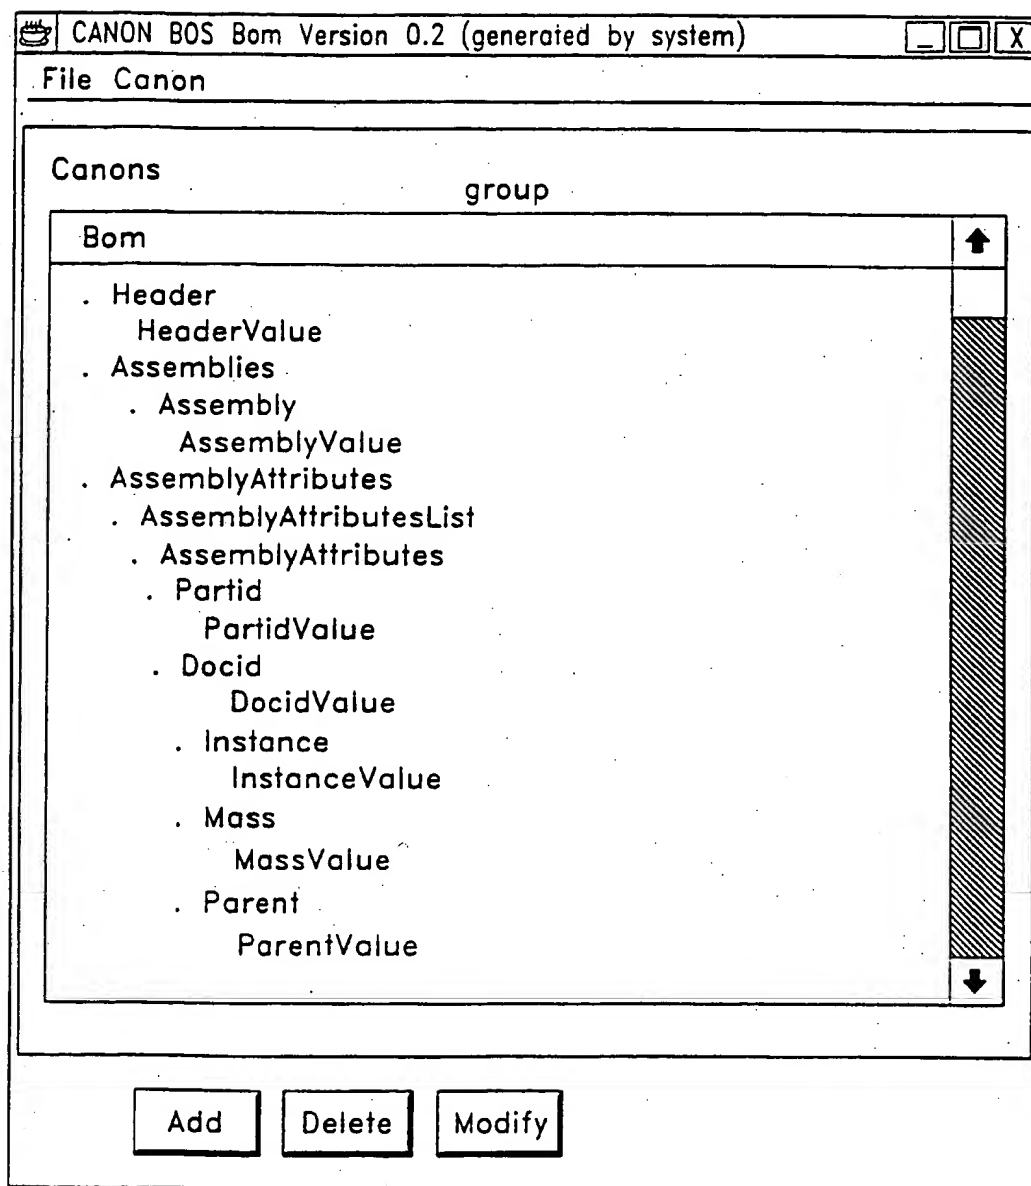 CANON BOS Bom Version 0.2 (generated by system) _ X
File Canon
Canons
group
Bom
. Header
HeaderValue
. Assemblies
. Assembly
AssemblyValue
. AssemblyAttributes
. AssemblyAttributesList
. AssemblyAttributes
. Partid
PartidValue
. Docid
DocidValue
. Instance
InstanceValue
. Mass
MassValue
. Parent
ParentValue
Add Delete Modify